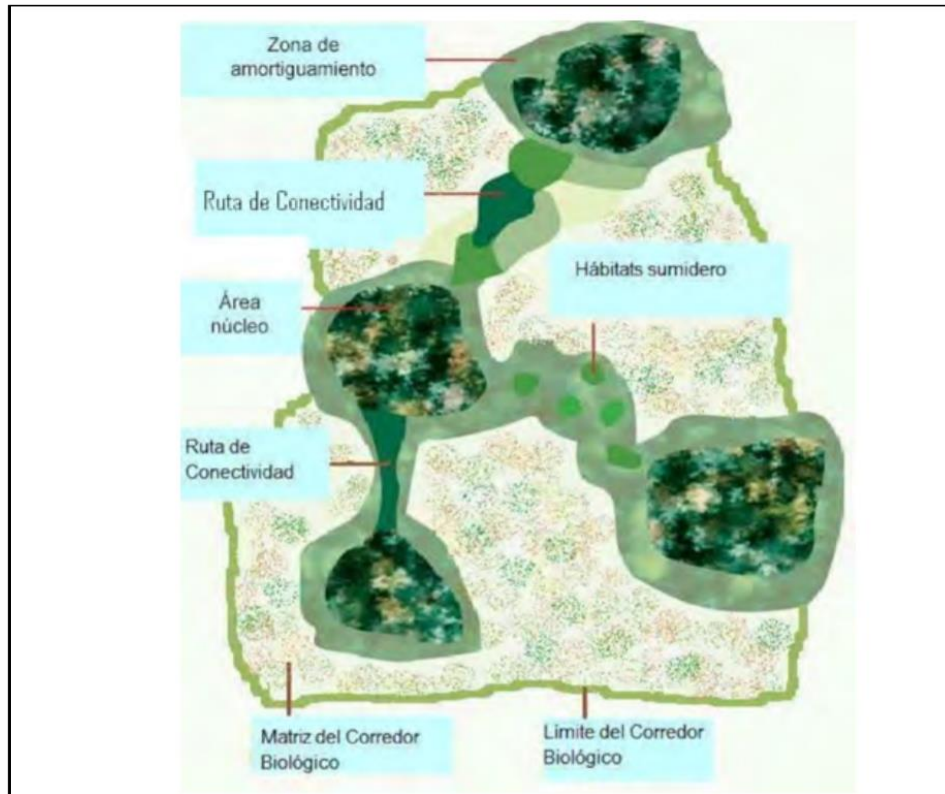 Zona de
amortiguamiento
Ruta de Conectividad
Hábitats sumidero
Área
núcleo
Ruta de
Conectividad
Matriz del Corredor
Biológico
Límite del Corredor
Biológico